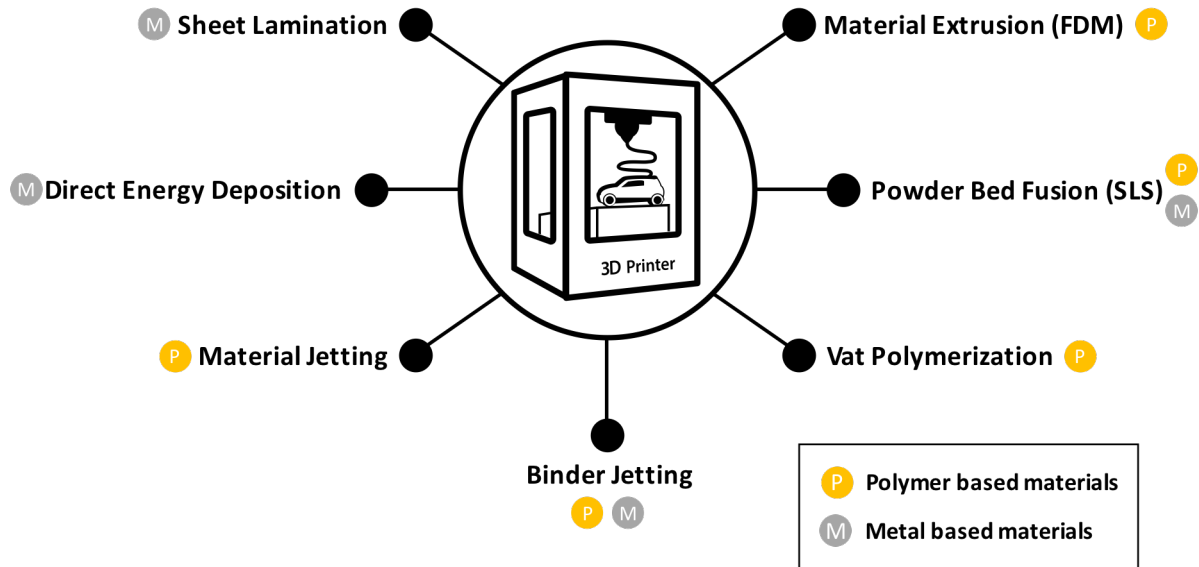 M Sheet Lamination
Material Extrusion (FDM) P
M Direct Energy Deposition
Powder Bed Fusion (SLS) P
M
3D Printer
P Material Jetting
Vat Polymerization P
Binder Jetting
P M
P Polymer based materials
M Metal based materials